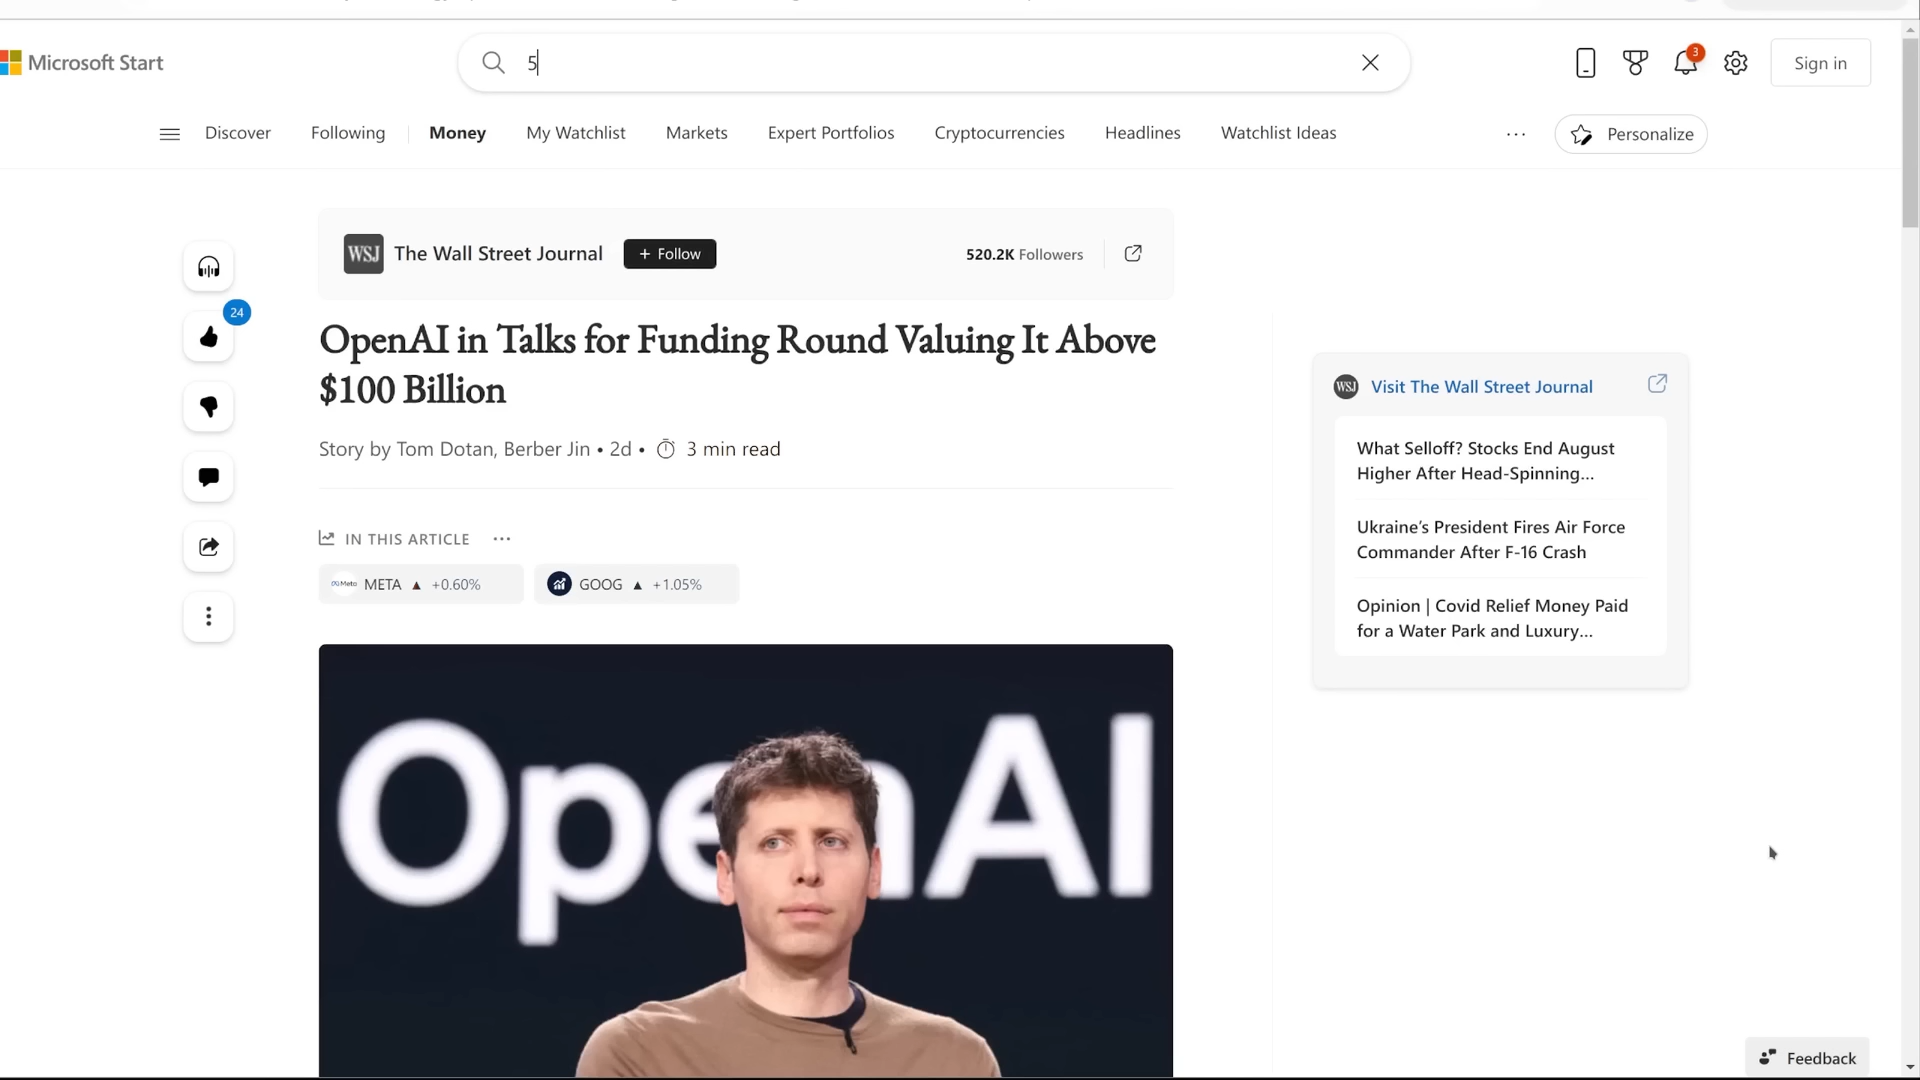 Microsoft Start
5
3
Sign in
Discover
Following
Money
My Watchlist
Markets
Expert Portfolios
Cryptocurrencies
Headlines
Watchlist Ideas
...
Personalize
WSJ
The Wall Street Journal
+ Follow
520.2K Followers
24
OpenAI in Talks for Funding Round Valuing It Above
$100 Billion
Story by Tom Dotan, Berber Jin • 2d •
3 min read
IN THIS ARTICLE
...
Meta META ▲ +0.60%
GOOG ▲ +1.05%
OpenAI
WSJ
Visit The Wall Street Journal
What Selloff? Stocks End August
Higher After Head-Spinning...
Ukraine’s President Fires Air Force
Commander After F-16 Crash
Opinion | Covid Relief Money Paid
for a Water Park and Luxury...
Feedback